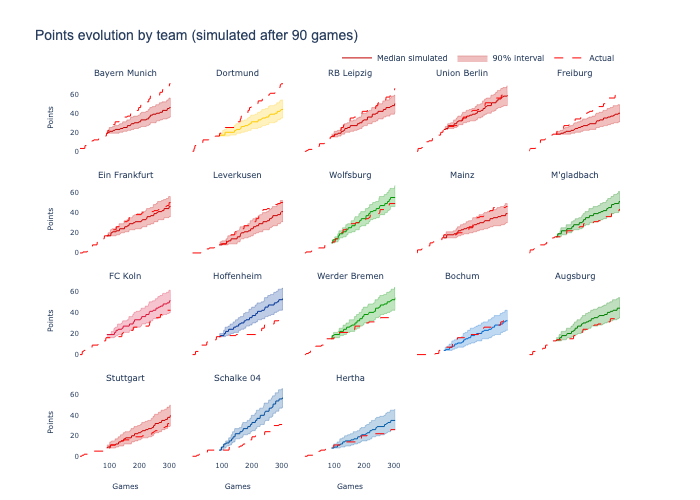 Points evolution by team (simulated after 90 games)
Median simulated 90% interval Actual
Bayern Munich Dortmund RB Leipzig Union Berlin Freiburg
Points
60
40
20
0
Ein Frankfurt Leverkusen Wolfsburg Mainz M'gladbach
Points
60
40
20
0
FC Koln Hoffenheim Werder Bremen Bochum Augsburg
Points
60
40
20
0
Stuttgart Schalke 04 Hertha
Points
60
40
20
0
100 200 300 100 200 300 100 200 300
Games Games Games